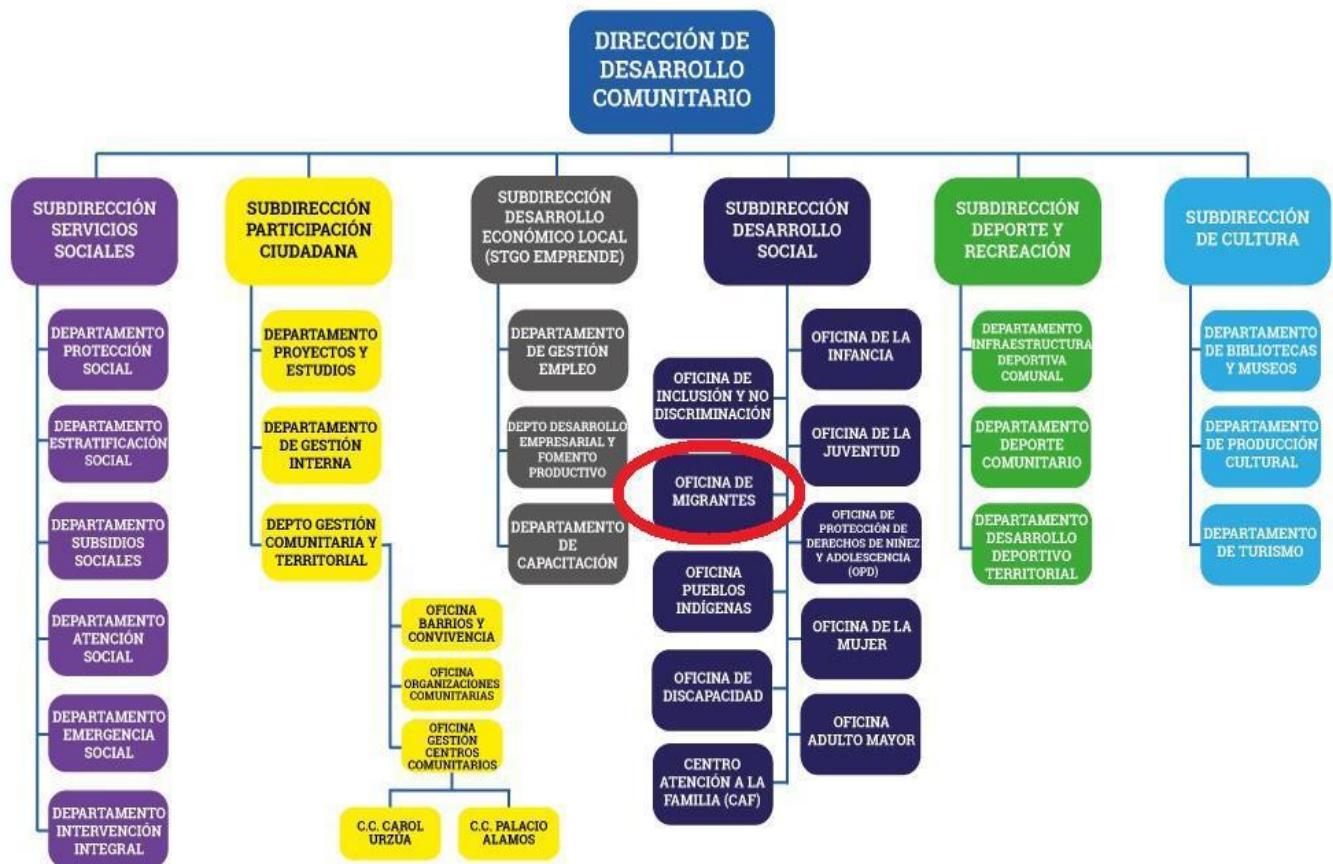 DIRECCIÓN DE
DESARROLLO
COMUNITARIO
SUBDIRECCIÓN
SERVICIOS
SOCIALES
DEPARTAMENTO
PROTECCIÓN
SOCIAL
DEPARTAMENTO
ESTRATIFICACIÓN
SOCIAL
DEPARTAMENTO
SUBSIDIOS
SOCIALES
DEPARTAMENTO
ATENCIÓN
SOCIAL
DEPARTAMENTO
EMERGENCIA
SOCIAL
DEPARTAMENTO
INTERVENCIÓN
INTEGRAL
SUBDIRECCIÓN
PARTICIPACIÓN
CIUDADANA
DEPARTAMENTO
PROYECTOS Y
ESTUDIOS
DEPARTAMENTO
DE GESTIÓN
INTERNA
DEPTO GESTIÓN
COMUNITARIA Y
TERRITORIAL
OFICINA
BARRIOS Y
CONVIVENCIA
OFICINA
ORGANIZACIONES
COMUNITARIAS
OFICINA
GESTIÓN
CENTROS
COMUNITARIOS
C.C. CAROL
URZÚA
C.C. PALACIO
ALAMOS
SUBDIRECCIÓN
DESARROLLO
ECONÓMICO LOCAL
(STGO EMPRENDE)
DEPARTAMENTO
DE GESTIÓN
EMPLEO
DEPTO DESARROLLO
EMPRESARIAL Y
FOMENTO
PRODUCTIVO
DEPARTAMENTO
DE
CAPACITACIÓN
SUBDIRECCIÓN
DESARROLLO
SOCIAL
OFICINA DE
INCLUSIÓN Y NO
DISCRIMINACIÓN
OFICINA DE
MIGRANTES
OFICINA
PUEBLOS
INDÍGENAS
OFICINA DE
DISCAPACIDAD
CENTRO
ATENCIÓN A LA
FAMILIA (CAF)
OFICINA DE LA
INFANCIA
OFICINA DE LA
JUVENTUD
OFICINA DE
PROTECCIÓN DE
DERECHOS DE NIÑEZ
Y ADOLESCENCIA
(OPD)
OFICINA DE LA
MUJER
OFICINA
ADULTO MAYOR
SUBDIRECCIÓN
DEPORTE Y
RECREACIÓN
DEPARTAMENTO
INFRAESTRUCTURA
DEPORTIVA
COMUNAL
DEPARTAMENTO
DEPORTE
COMUNITARIO
DEPARTAMENTO
DESARROLLO
DEPORTIVO
TERRITORIAL
SUBDIRECCIÓN
DE CULTURA
DEPARTAMENTO
DE BIBLIOTECAS
Y MUSEOS
DEPARTAMENTO
DE PRODUCCIÓN
CULTURAL
DEPARTAMENTO
DE TURISMO